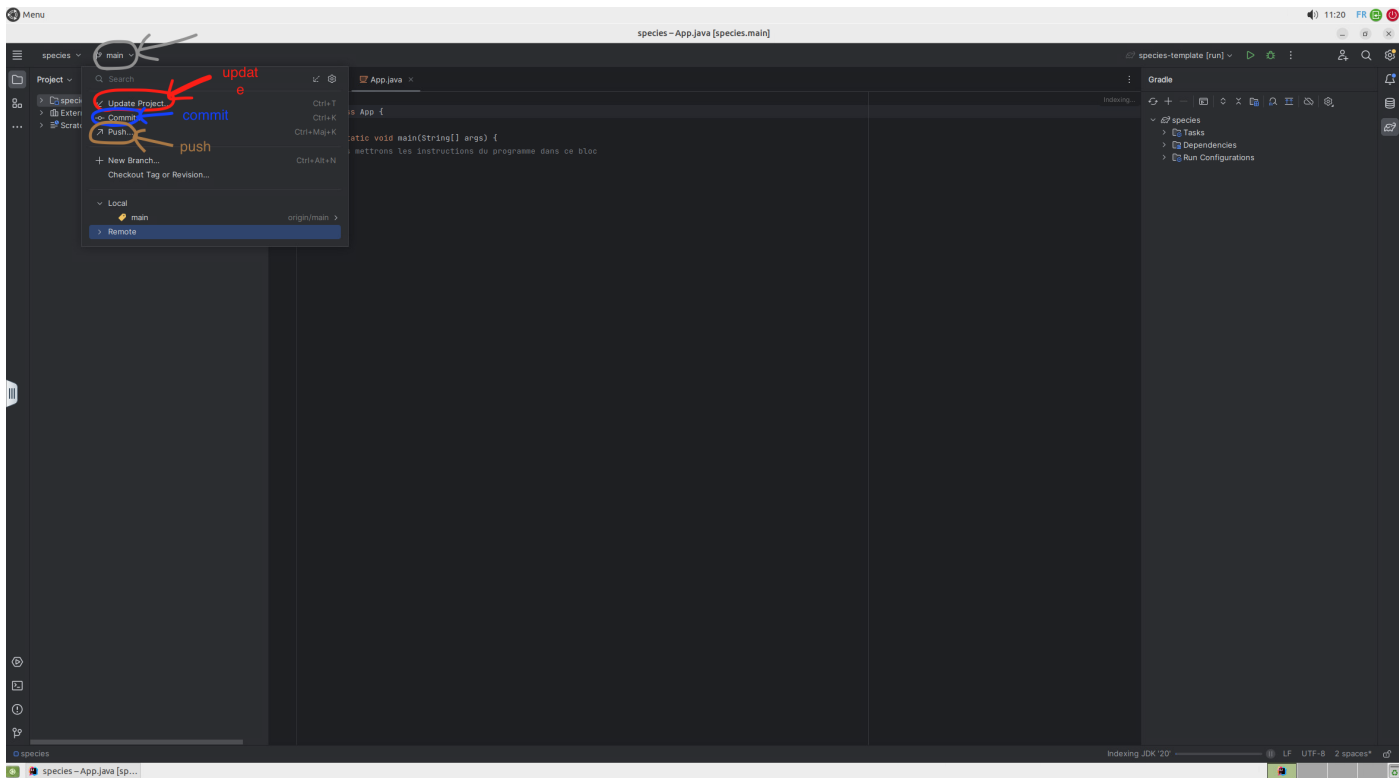 Menu
11:20 FR
species – App.java [species.main]
species main
species-template [run]
Project
Search
App.java
Gradle
updat
e
Indexing...
speci
Update Project... Ctrl+T
s App {
Extern
Commit Ctrl+K
commit
Scratc
Push... Ctrl+Maj+K
push
tatic void main(String[] args) {
mettrons les instructions du programme dans ce bloc
species
Tasks
Dependencies
Run Configurations
New Branch... Ctrl+Alt+N
Checkout Tag or Revision...
Local
main origin/main
Remote
species
Indexing JDK '20' LF UTF-8 2 spaces*
species – App.java [sp...